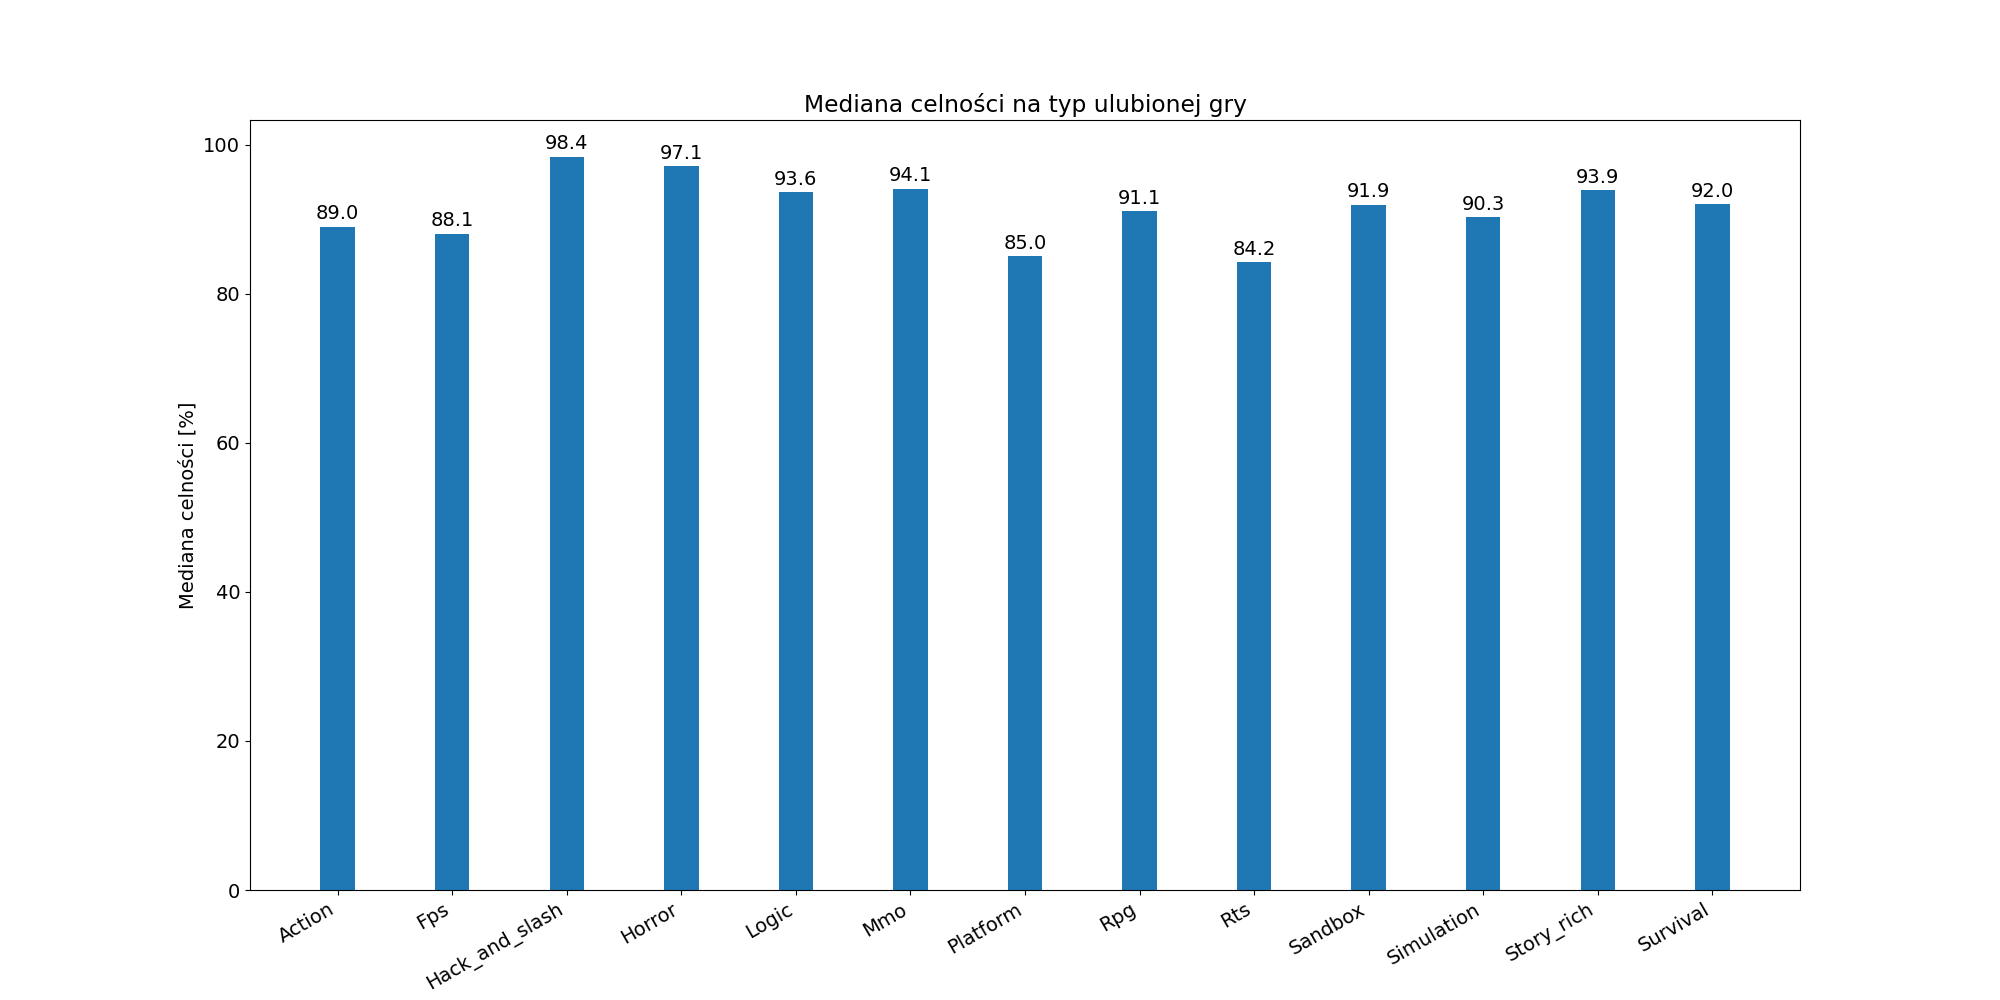 Mediana celności na typ ulubionej gry
Mediana celności [%]
100
80
60
40
20
0
89.0
88.1
98.4
97.1
93.6
94.1
85.0
91.1
84.2
91.9
90.3
93.9
92.0
Action
Fps
Hack_and_slash
Horror
Logic
Mmo
Platform
Rpg
Rts
Sandbox
Simulation
Story_rich
Survival